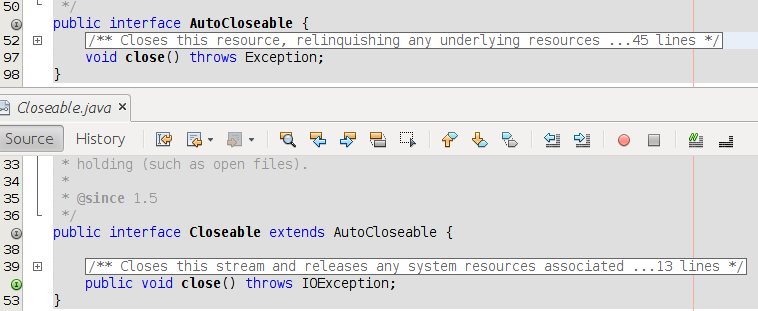 50 */
public interface AutoCloseable {
52 /** Closes this resource, relinquishing any underlying resources ...45 lines */
97 void close() throws Exception;
98 }
Closeable.java ×
Source History
33 * holding (such as open files).
34 *
35 * @since 1.5
36 */
public interface Closeable extends AutoCloseable {
38
39 /** Closes this stream and releases any system resources associated ...13 lines */
public void close() throws IOException;
53 }